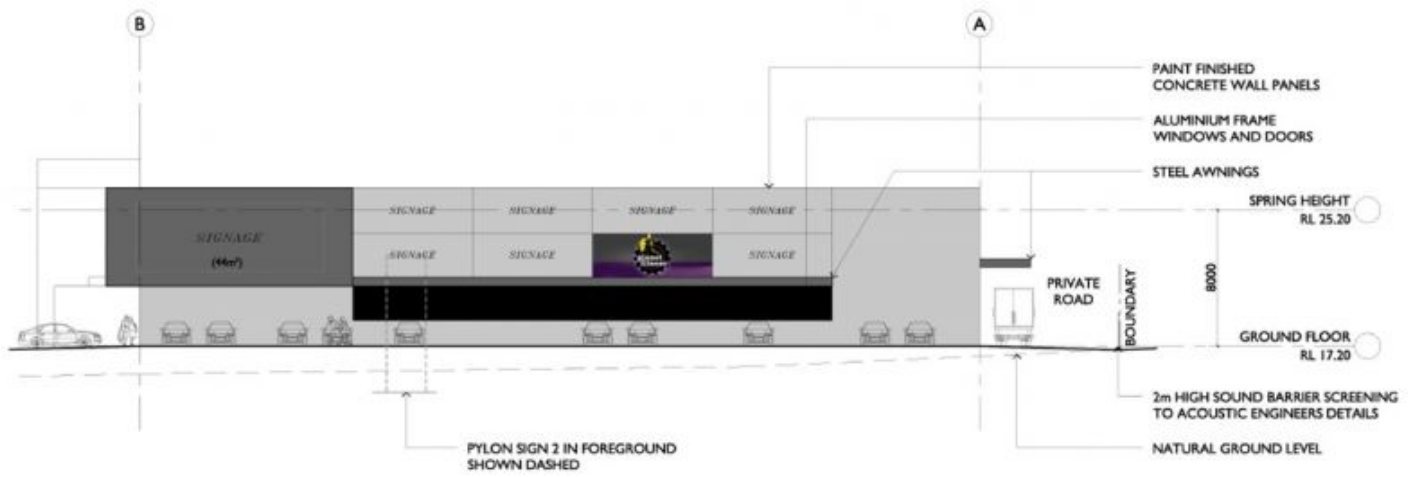 B
A
PAINT FINISHED
CONCRETE WALL PANELS
ALUMINIUM FRAME
WINDOWS AND DOORS
STEEL AWNINGS
SPRING HEIGHT
RL 25.20
SIGNAGE
SIGNAGE
SIGNAGE
SIGNAGE
SIGNAGE
(44m²)
SIGNAGE
SIGNAGE
SIGNAGE
PRIVATE
ROAD
BOUNDARY
8000
GROUND FLOOR
RL 17.20
2m HIGH SOUND BARRIER SCREENING
TO ACOUSTIC ENGINEERS DETAILS
PYLON SIGN 2 IN FOREGROUND
SHOWN DASHED
NATURAL GROUND LEVEL